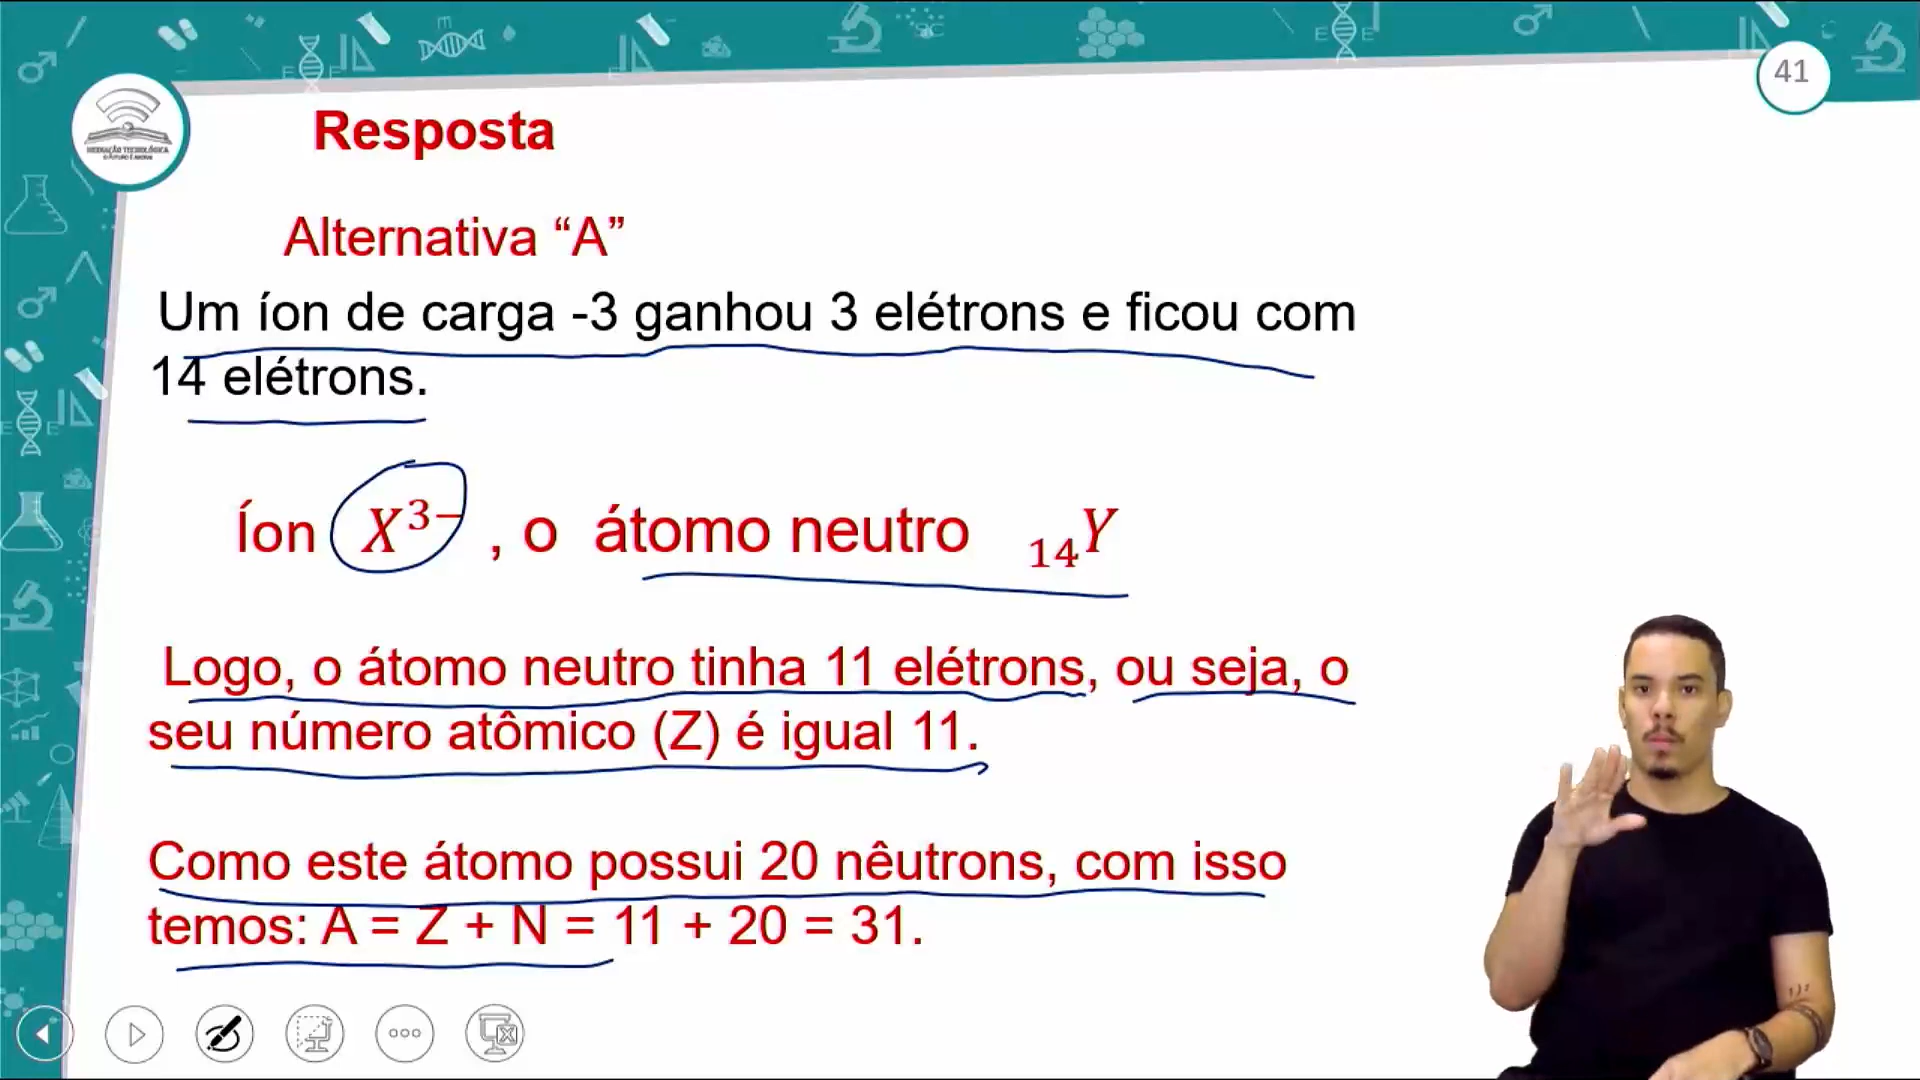 41
MEDIAÇÃO TECNOLÓGICA
Resposta
Alternativa “A”
Um íon de carga -3 ganhou 3 elétrons e ficou com
14 elétrons.
Íon X³⁻ , o átomo neutro ₁₄Y
Logo, o átomo neutro tinha 11 elétrons, ou seja, o
seu número atômico (Z) é igual 11.
Como este átomo possui 20 nêutrons, com isso
temos: A = Z + N = 11 + 20 = 31.